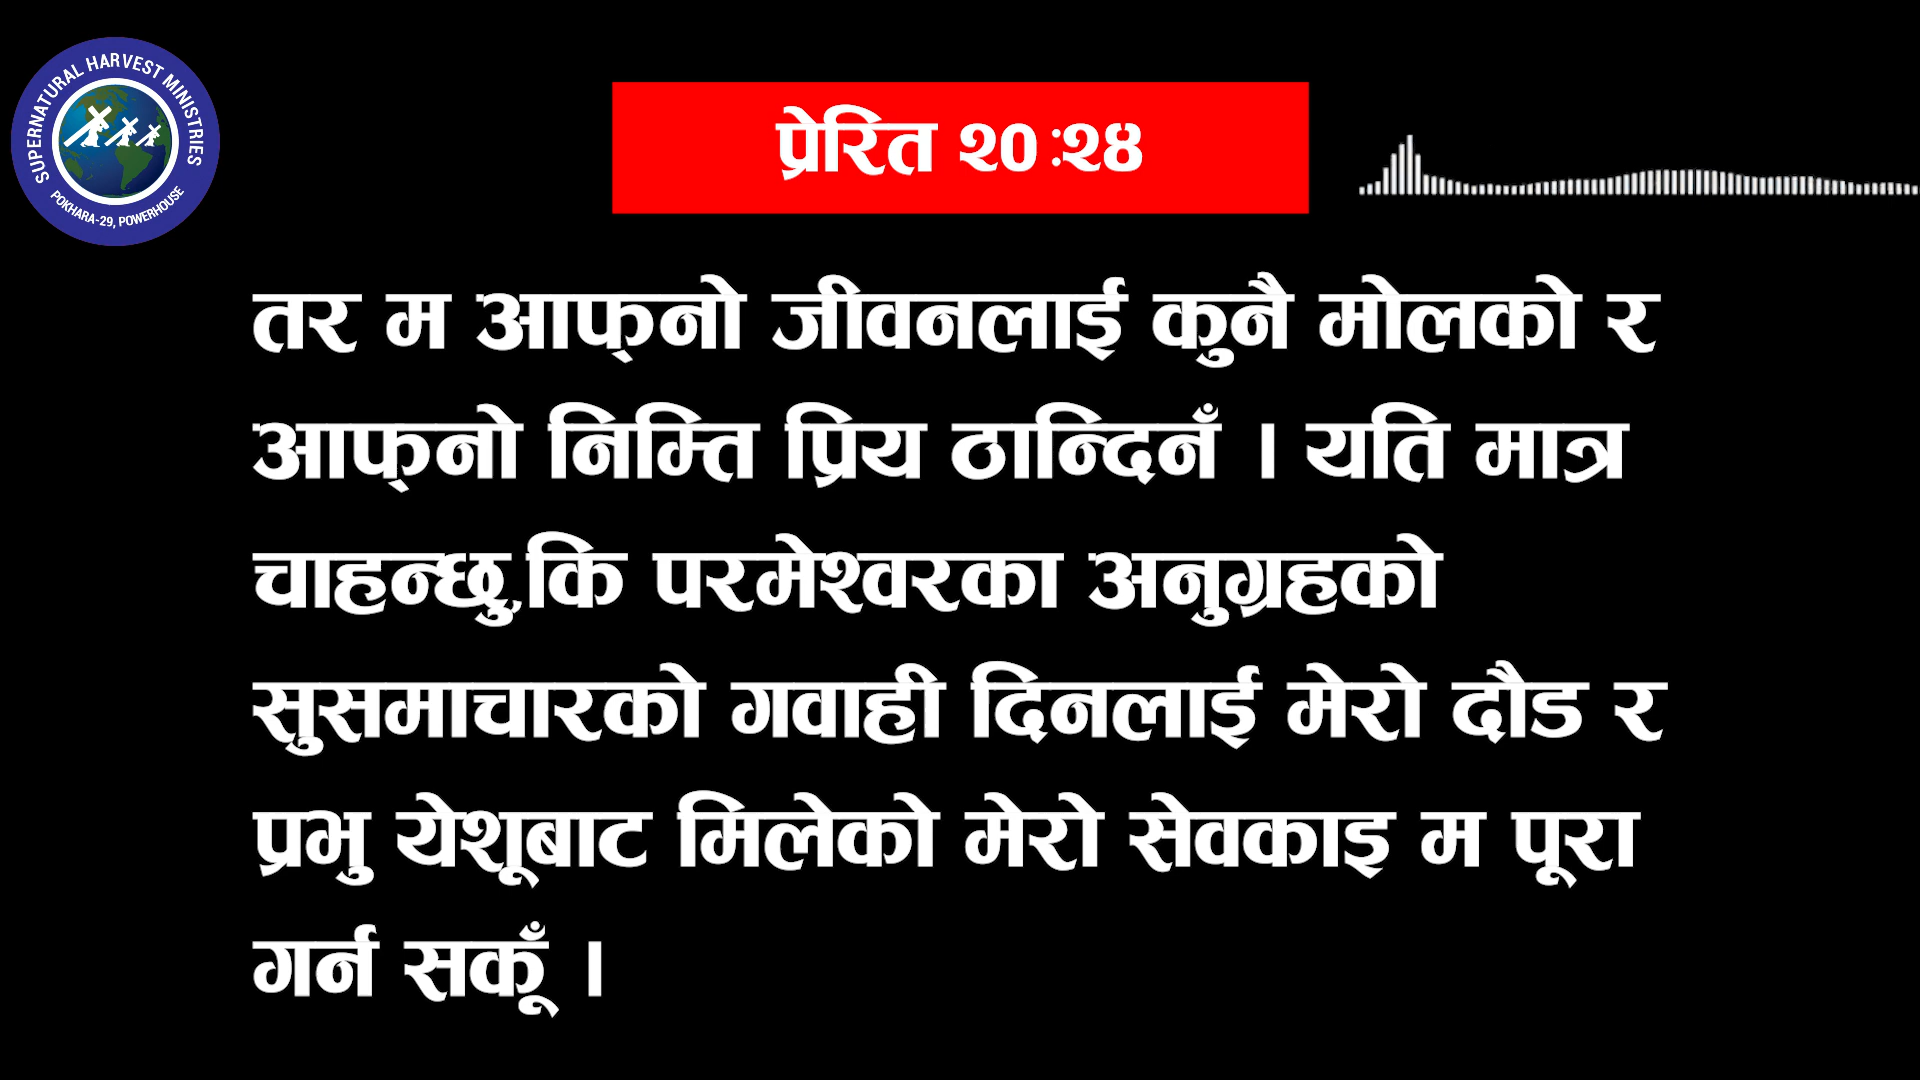 SUPERNATURAL HARVEST MINISTRIES
POKHARA-29, POWERHOUSE
प्रेरित २० :२४
तर म आफ्‌नो जीवनलाई कुनै मोलको र
आफ्‌नो निम्ति प्रिय ठान्दिनँ । यति मात्र
चाहन्छु,कि परमेश्वरका अनुग्रहको
सुसमाचारको गवाही दिनलाई मेरो दौड र
प्रभु येशूबाट मिलेको मेरो सेवकाइ म पूरा
गर्न सकूँ ।